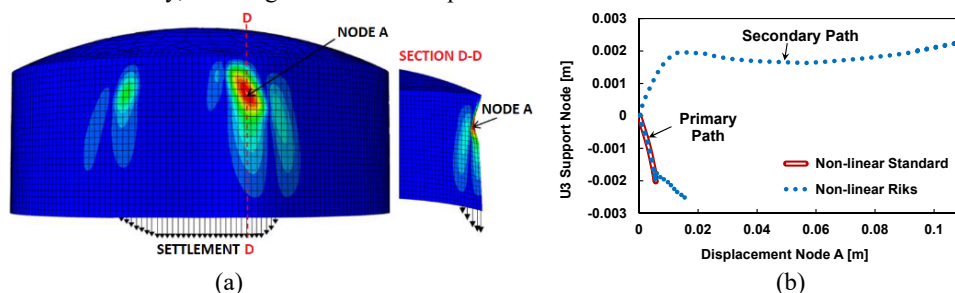 D
NODE A
SECTION D-D
NODE A
SETTLEMENT D
(a)
U3 Support Node [m]
0.003
0.002
0.001
0
-0.001
-0.002
-0.003
Secondary Path
Primary
Path
Non-linear Standard
Non-linear Riks
0 0.02 0.04 0.06 0.08 0.1
Displacement Node A [m]
(b)